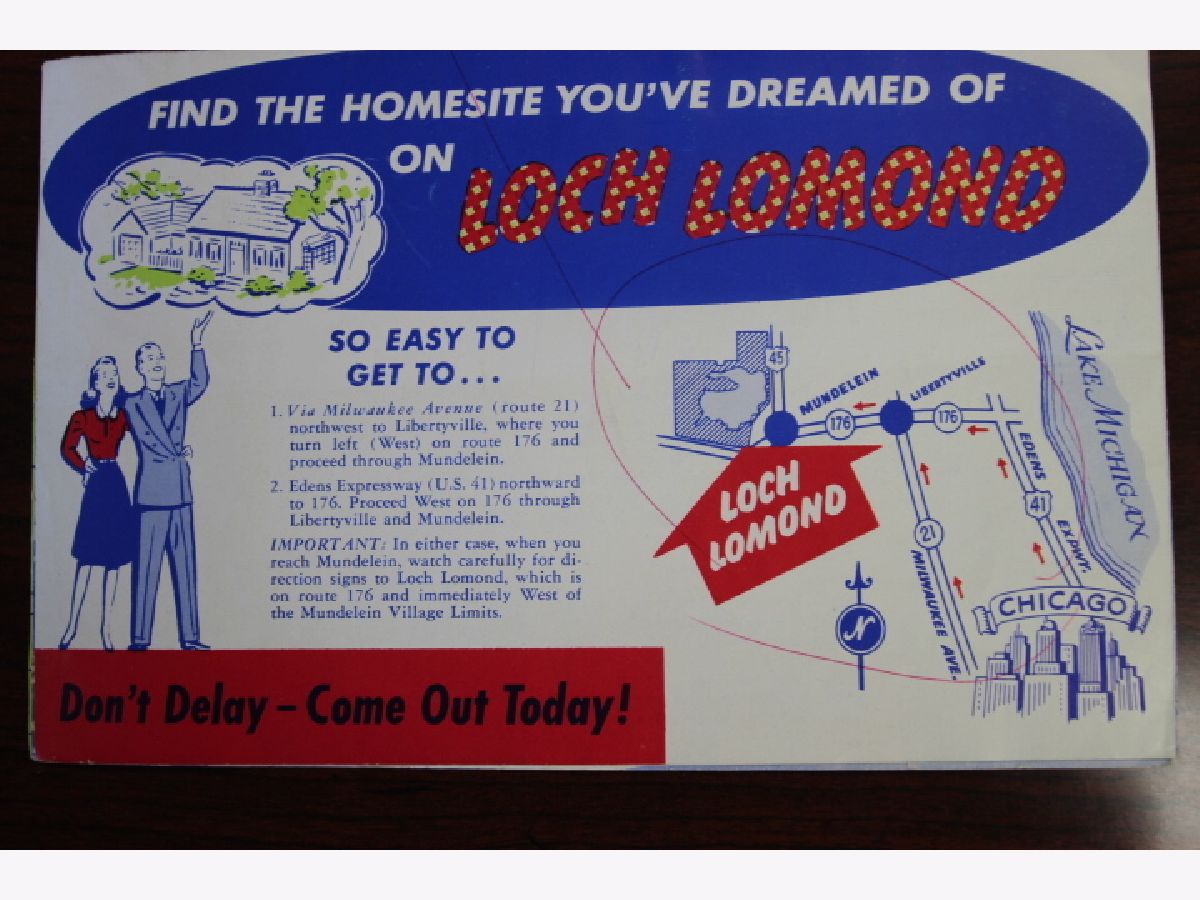 FIND THE HOMESITE YOU'VE DREAMED OF
ON LOCH LOMOND
SO EASY TO
GET TO...
1. Via Milwaukee Avenue (route 21)
northwest to Libertyville, where you
turn left (West) on route 176 and
proceed through Mundelein.
2. Edens Expressway (U.S. 41) northward
to 176. Proceed West on 176 through
Libertyville and Mundelein.
IMPORTANT: In either case, when you
reach Mundelein, watch carefully for di-
rection signs to Loch Lomond, which is
on route 176 and immediately West of
the Mundelein Village Limits.
Don't Delay – Come Out Today!
45
MUNDELEIN
LIBERTYVILLE
176
176
LAKE MICHIGAN
LOCH
LOMOND
EDENS
41
EXPWY.
21
MILWAUKEE AVE.
N
CHICAGO